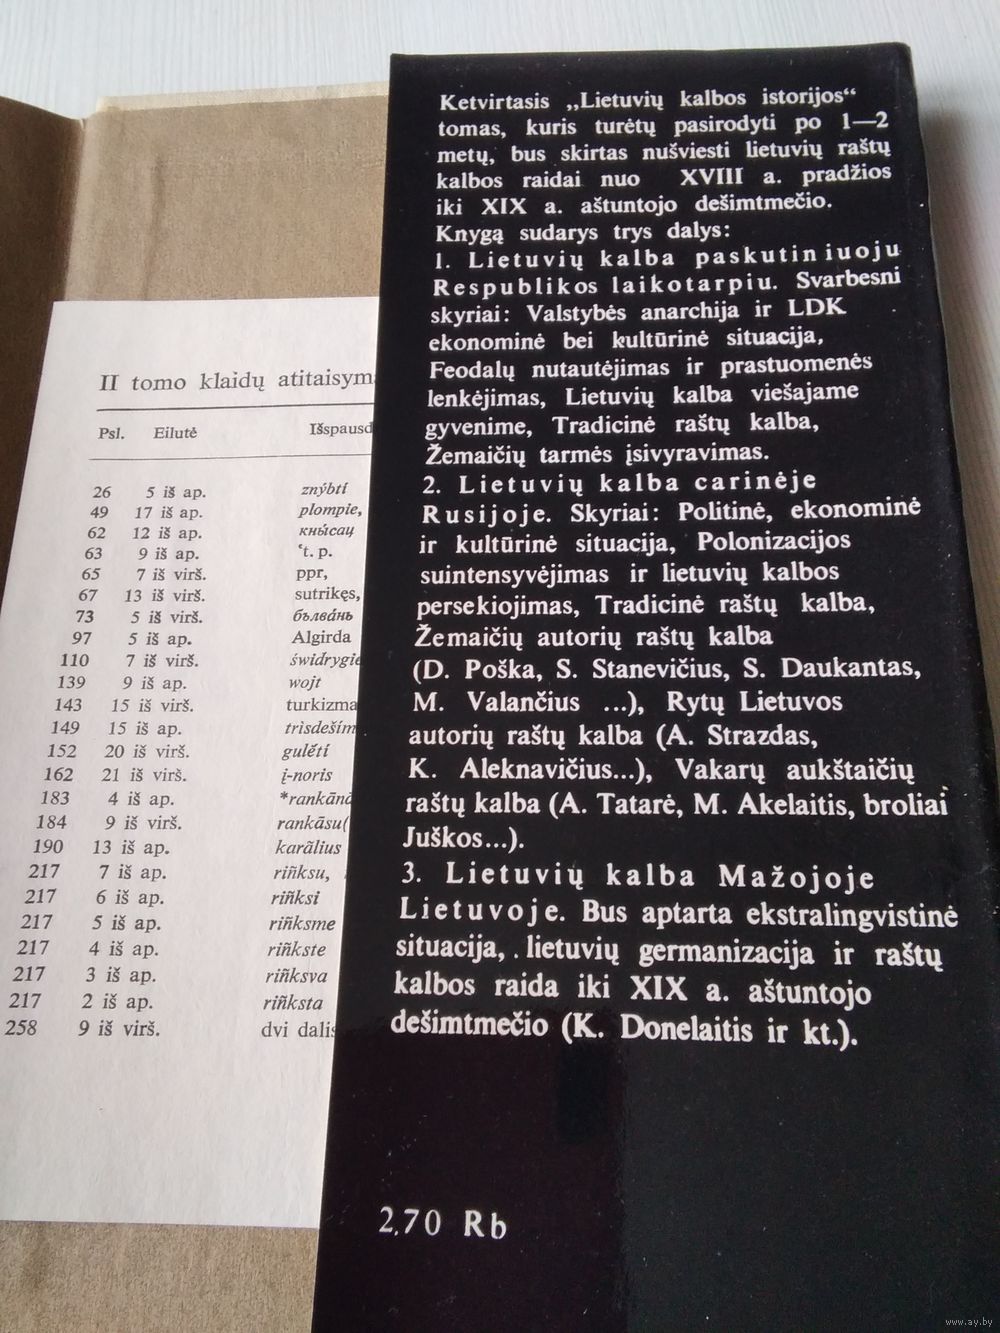 II tomo klaidų
Psl. Eilutė
26 5 iš ap. znýbti
49 17 iš ap. plompie,
62 12 iš ap. кны́сац
63 9 iš ap. ‛t. p.
65 7 iš virš. ppr,
67 13 iš virš. sutrikęs,
73 5 iš virš. бълва́нь
97 5 iš ap. Algirda
110 7 iš virš.
139 9 iš ap. wojt
143 15 iš virš. turkizma
149 15 iš ap.
152 20 iš virš. gulěti
162 21 iš virš. į-noris
183 4 iš ap.
184 9 iš virš. rankāsu(
190 13 iš ap. karālius
217 7 iš ap. riñksu,
217 6 iš ap. riñksi
217 5 iš ap. riñksme
217 4 iš ap. riñkste
217 3 iš ap. riñksva
217 2 iš ap. riñksta
258 9 iš virš. dvi dalis
Ketvirtasis „Lietuvių kalbos istorijos“
tomas, kuris turėtų pasirodyti po 1—2
metų, bus skirtas nušviesti lietuvių raštų
kalbos raidai nuo XVIII a. pradžios
iki XIX a. aštuntojo dešimtmečio.
Knygą sudarys trys dalys:
1. Lietuvių kalba paskutiniuoju
Respublikos laikotarpiu. Svarbesni
skyriai: Valstybės anarchija ir LDK
ekonominė bei kultūrinė situacija,
Feodalų nutautėjimas ir prastuomenės
lenkėjimas, Lietuvių kalba viešajame
gyvenime, Tradicinė raštų kalba,
Žemaičių tarmės įsivyravimas.
2. Lietuvių kalba carinėje
Rusijoje. Skyriai: Politinė, ekonominė
ir kultūrinė situacija, Polonizacijos
suintensyvėjimas ir lietuvių kalbos
persekiojimas, Tradicinė raštų kalba,
Žemaičių autorių raštų kalba
(D. Poška, S. Stanevičius, S. Daukantas,
M. Valančius ...), Rytų Lietuvos
autorių raštų kalba (A. Strazdas,
K. Aleknavičius...), Vakarų aukštaičių
raštų kalba (A. Tatarė, M. Akelaitis, broliai
Juškos...).
3. Lietuvių kalba Mažojoje
Lietuvoje. Bus aptarta ekstralingvistinė
situacija, lietuvių germanizacija ir raštų
kalbos raida iki XIX a. aštuntojo
dešimtmečio (K. Donelaitis ir kt.).
2,70 Rb
www.ay.by